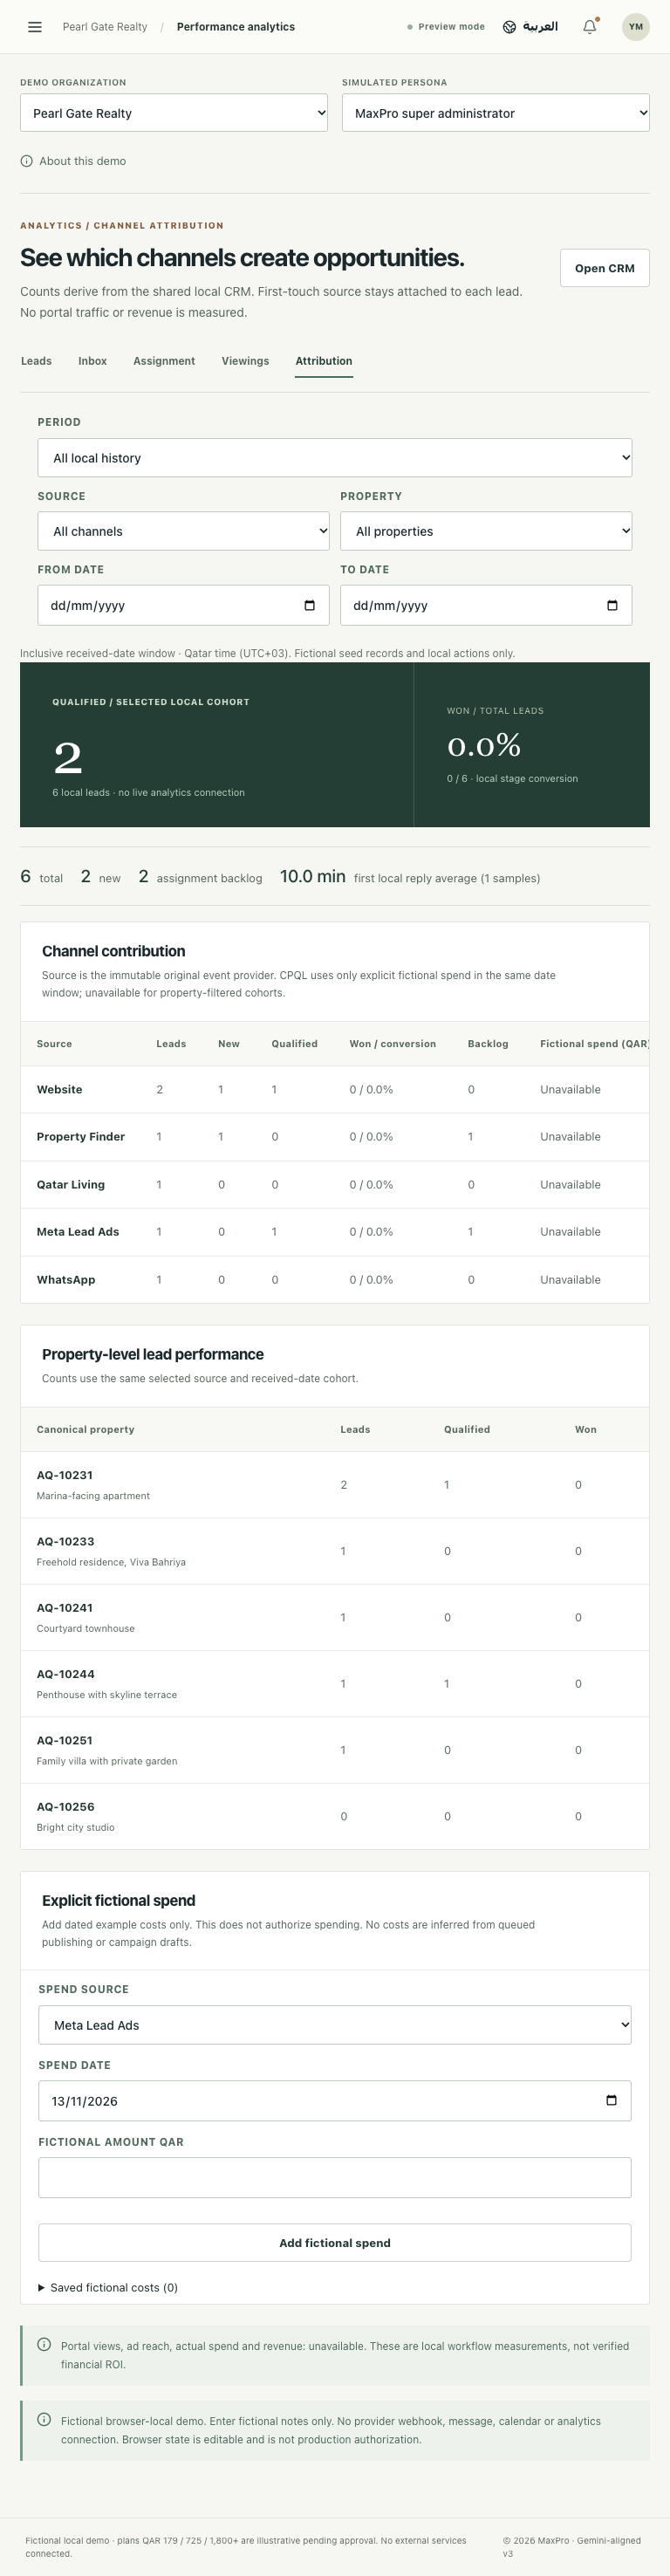 Pearl Gate Realty / Performance analytics
Preview mode
العربية
YM
DEMO ORGANIZATION
SIMULATED PERSONA
Pearl Gate Realty
MaxPro super administrator
About this demo
ANALYTICS / CHANNEL ATTRIBUTION
See which channels create opportunities.
Open CRM
Counts derive from the shared local CRM. First-touch source stays attached to each lead.
No portal traffic or revenue is measured.
Leads Inbox Assignment Viewings Attribution
PERIOD
All local history
SOURCE
PROPERTY
All channels
All properties
FROM DATE
TO DATE
dd/mm/yyyy
dd/mm/yyyy
Inclusive received-date window · Qatar time (UTC+03). Fictional seed records and local actions only.
QUALIFIED / SELECTED LOCAL COHORT
2
6 local leads · no live analytics connection
WON / TOTAL LEADS
0.0%
0 / 6 · local stage conversion
6 total 2 new 2 assignment backlog 10.0 min first local reply average (1 samples)
Channel contribution
Source is the immutable original event provider. CPQL uses only explicit fictional spend in the same date
window; unavailable for property-filtered cohorts.
Source Leads New Qualified Won / conversion Backlog Fictional spend (QAR)
Website 2 1 1 0 / 0.0% 0 Unavailable
Property Finder 1 1 0 0 / 0.0% 1 Unavailable
Qatar Living 1 0 0 0 / 0.0% 0 Unavailable
Meta Lead Ads 1 0 1 0 / 0.0% 1 Unavailable
WhatsApp 1 0 0 0 / 0.0% 0 Unavailable
Property-level lead performance
Counts use the same selected source and received-date cohort.
Canonical property Leads Qualified Won
AQ-10231
Marina-facing apartment
2 1 0
AQ-10233
Freehold residence, Viva Bahriya
1 0 0
AQ-10241
Courtyard townhouse
1 0 0
AQ-10244
Penthouse with skyline terrace
1 1 0
AQ-10251
Family villa with private garden
1 0 0
AQ-10256
Bright city studio
0 0 0
Explicit fictional spend
Add dated example costs only. This does not authorize spending. No costs are inferred from queued
publishing or campaign drafts.
SPEND SOURCE
Meta Lead Ads
SPEND DATE
13/11/2026
FICTIONAL AMOUNT QAR
Add fictional spend
Saved fictional costs (0)
Portal views, ad reach, actual spend and revenue: unavailable. These are local workflow measurements, not verified
financial ROI.
Fictional browser-local demo. Enter fictional notes only. No provider webhook, message, calendar or analytics
connection. Browser state is editable and is not production authorization.
Fictional local demo · plans QAR 179 / 725 / 1,800+ are illustrative pending approval. No external services
connected.
© 2026 MaxPro · Gemini-aligned
v3